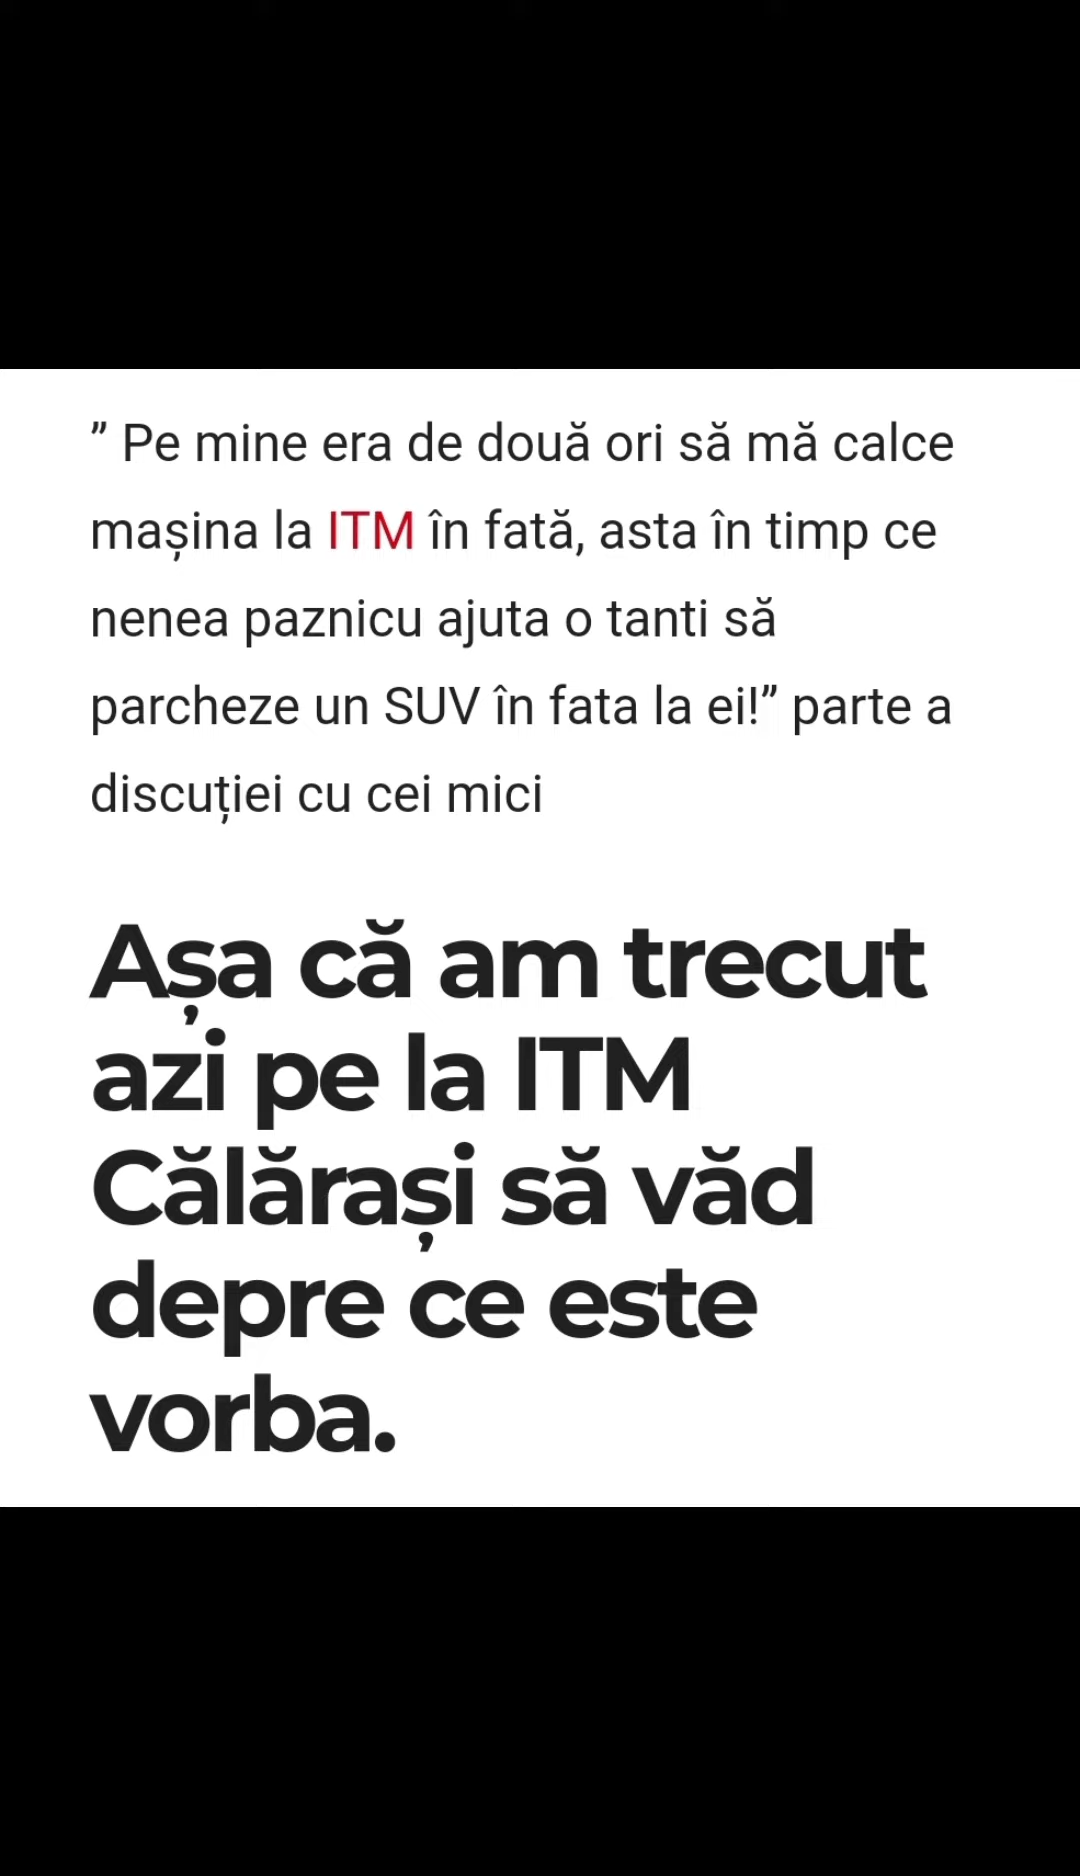 ” Pe mine era de două ori să mă calce
mașina la ITM în fată, asta în timp ce
nenea paznicu ajuta o tanti să
parcheze un SUV în fata la ei!” parte a
discuției cu cei mici
Așa că am trecut
azi pe la ITM
Călărași să văd
depre ce este
vorba.